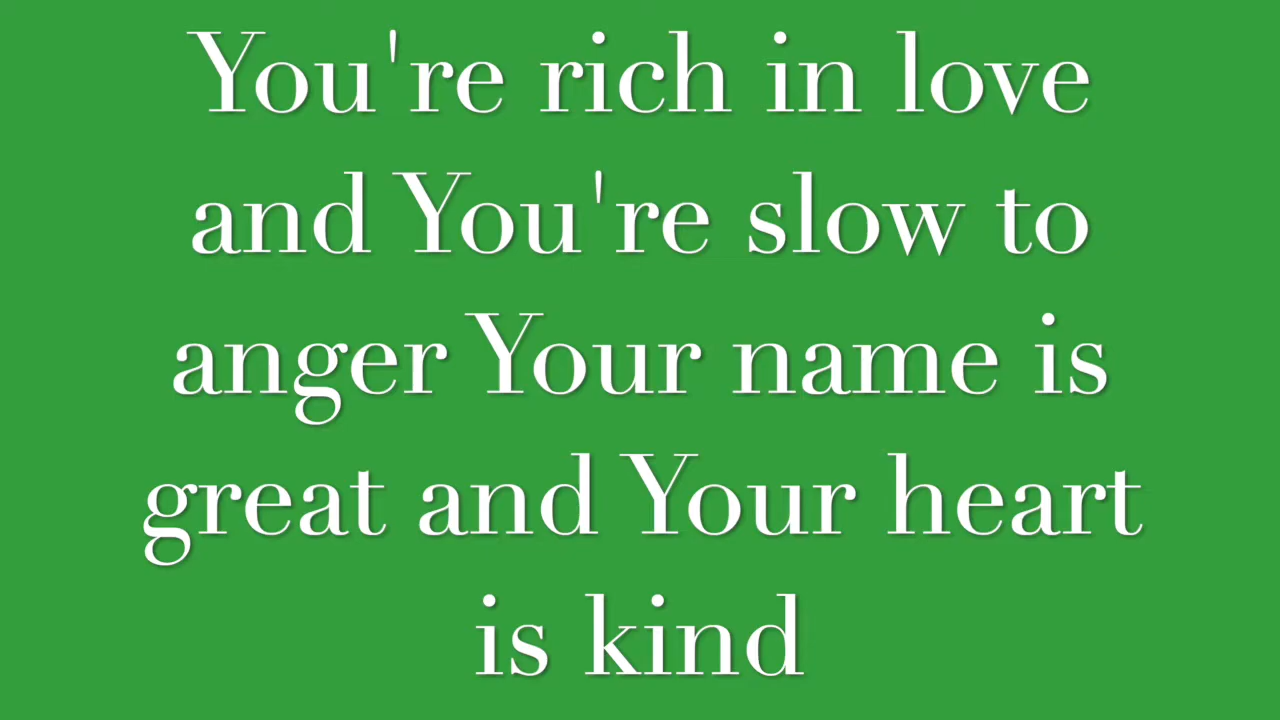 You're rich in love
and You're slow to
anger Your name is
great and Your heart
is kind